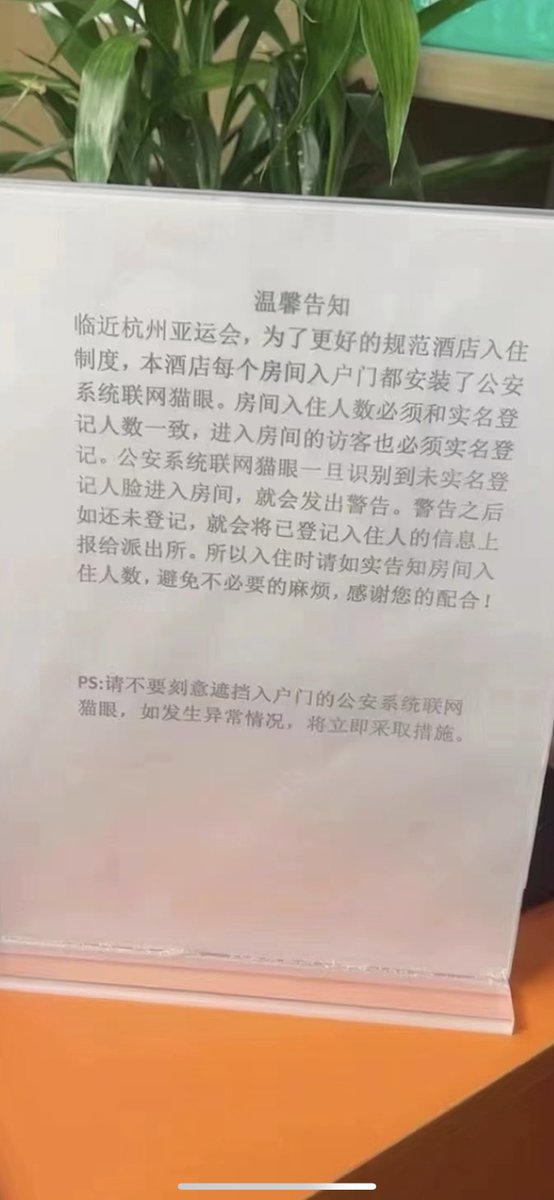 温馨告知
临近杭州亚运会，为了更好的规范酒店入住
制度，本酒店每个房间入户门都安装了公安
系统联网猫眼。房间入住人数必须和实名登
记人数一致，进入房间的访客也必须实名登
记。公安系统联网猫眼一旦识别到未实名登
记人脸进入房间，就会发出警告。警告之后
如还未登记，就会将已登记入住人的信息上
报给派出所。所以入住时请如实告知房间入
住人数，避免不必要的麻烦，感谢您的配合！
PS:请不要刻意遮挡入户门的公安系统联网
猫眼，如发生异常情况，将立即采取措施。